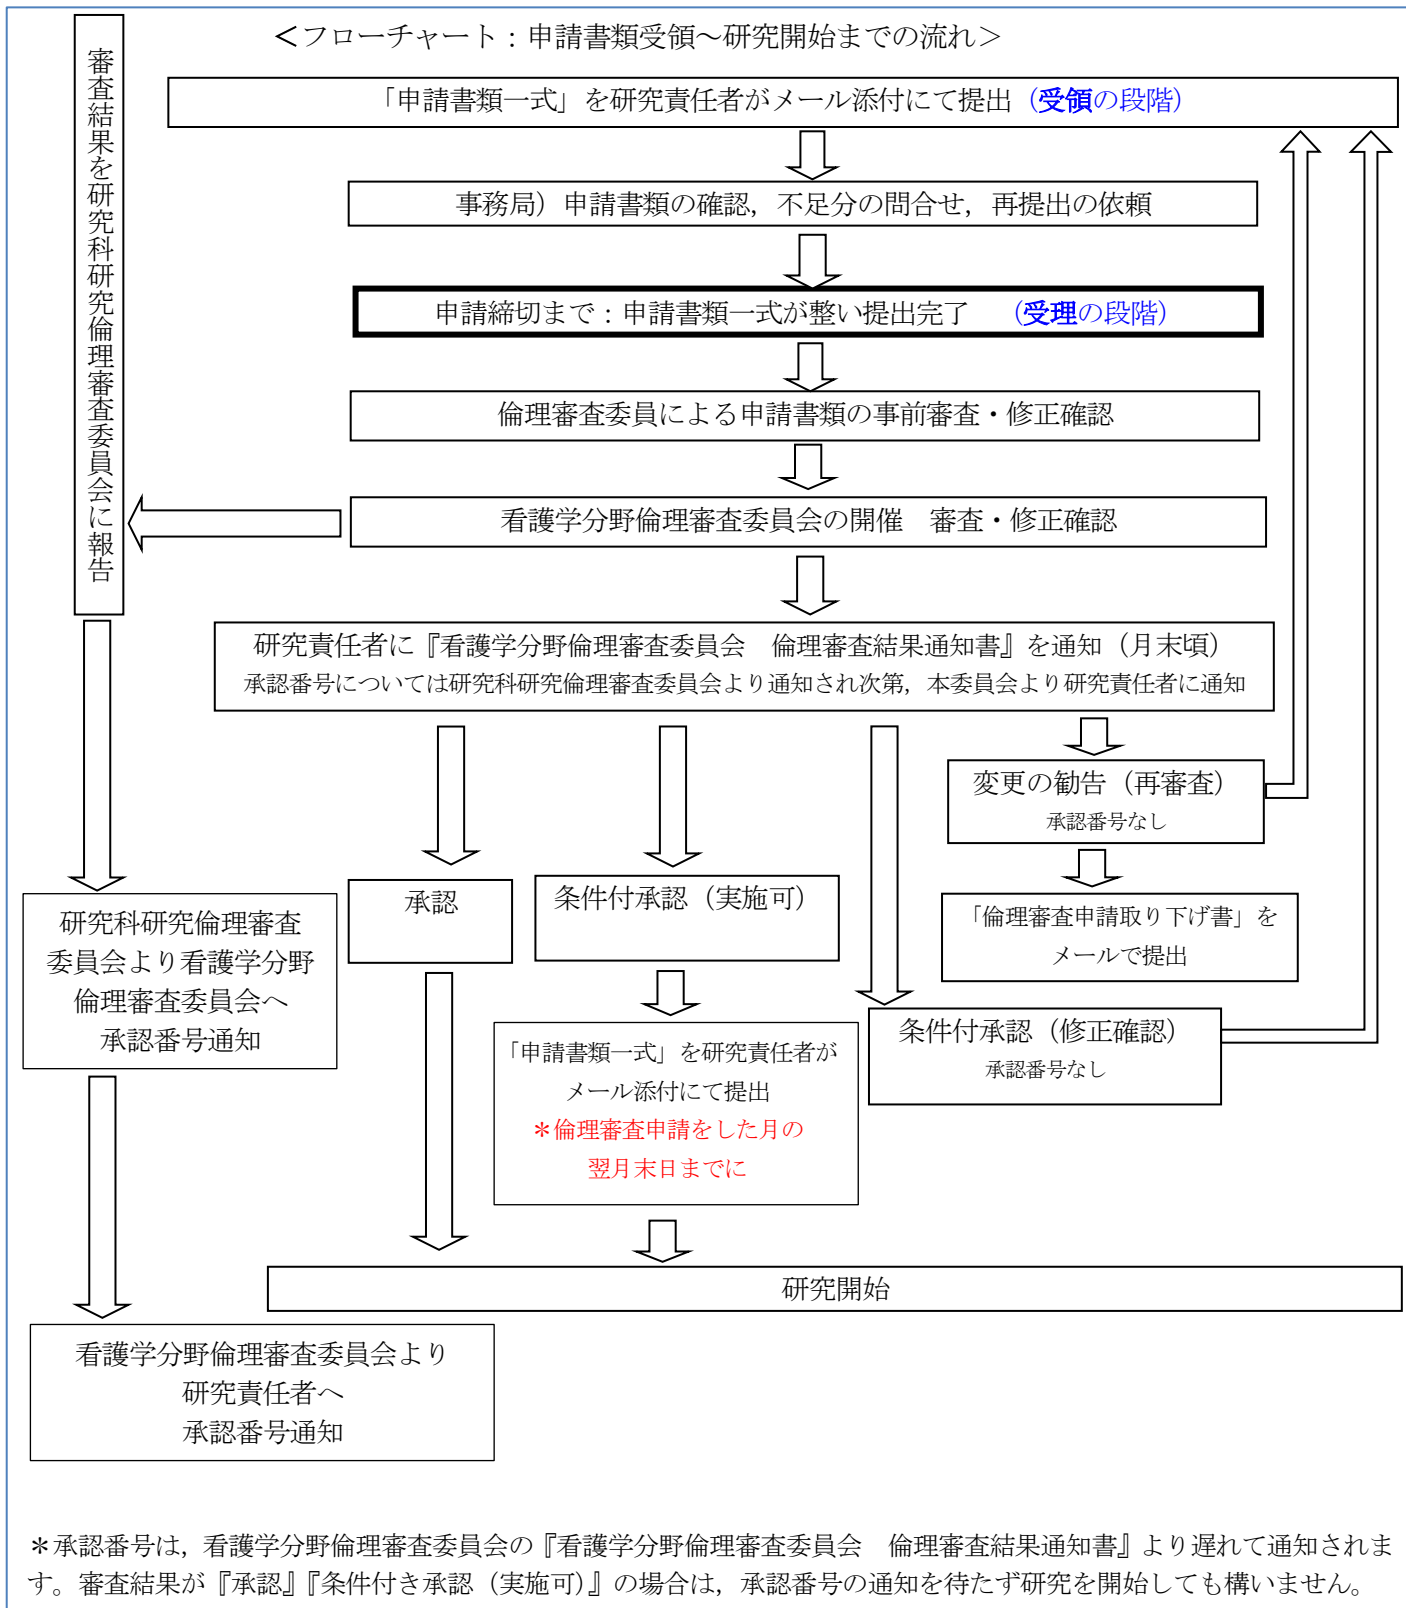 ＜フローチャート：申請書類受領～研究開始までの流れ＞
審査結果を研究科研究倫理審査委員会に報告
「申請書類一式」を研究責任者がメール添付にて提出（受領の段階）
事務局）申請書類の確認，不足分の問合せ，再提出の依頼
申請締切まで：申請書類一式が整い提出完了　（受理の段階）
倫理審査委員による申請書類の事前審査・修正確認
看護学分野倫理審査委員会の開催　審査・修正確認
研究責任者に『看護学分野倫理審査委員会　倫理審査結果通知書』を通知（月末頃）
承認番号については研究科研究倫理審査委員会より通知され次第，本委員会より研究責任者に通知
変更の勧告（再審査）
承認番号なし
「倫理審査申請取り下げ書」を
メールで提出
承認
条件付承認（実施可）
条件付承認（修正確認）
承認番号なし
「申請書類一式」を研究責任者が
メール添付にて提出
＊倫理審査申請をした月の
翌月末日までに
研究科研究倫理審査
委員会より看護学分野
倫理審査委員会へ
承認番号通知
研究開始
看護学分野倫理審査委員会より
研究責任者へ
承認番号通知
＊承認番号は，看護学分野倫理審査委員会の『看護学分野倫理審査委員会　倫理審査結果通知書』より遅れて通知されま
す。審査結果が『承認』『条件付き承認（実施可）』の場合は，承認番号の通知を待たず研究を開始しても構いません。